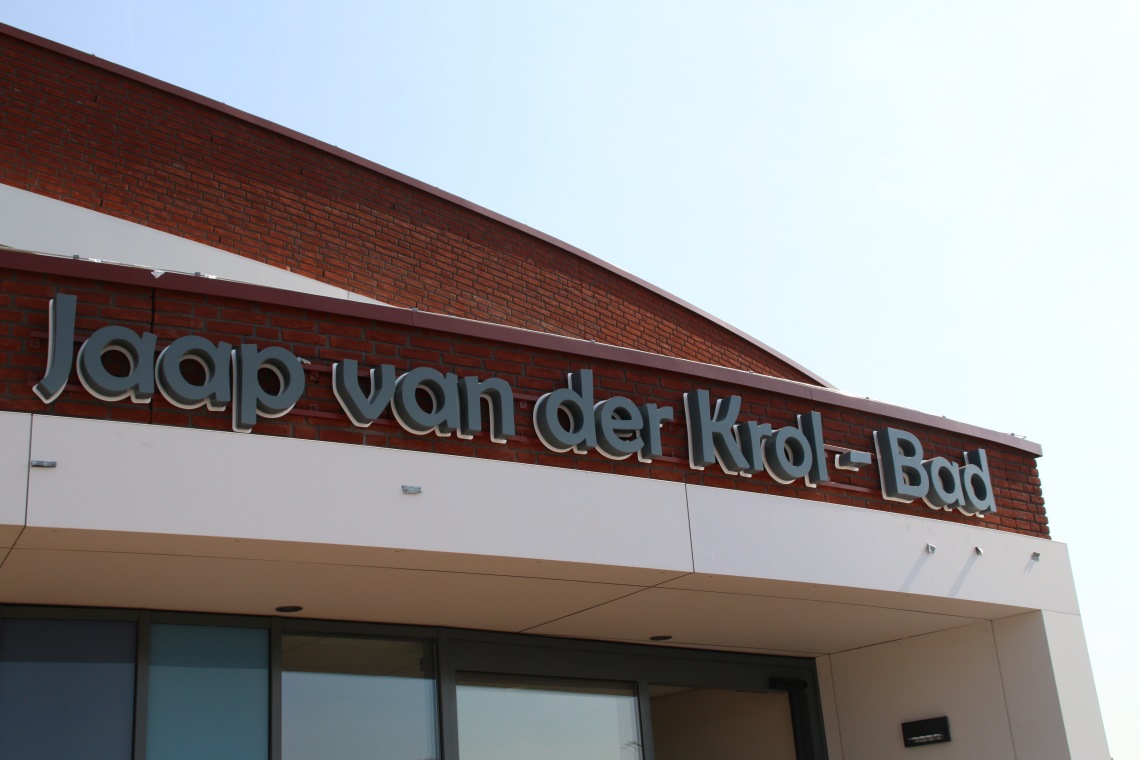 Jaap van der Krol - Bad